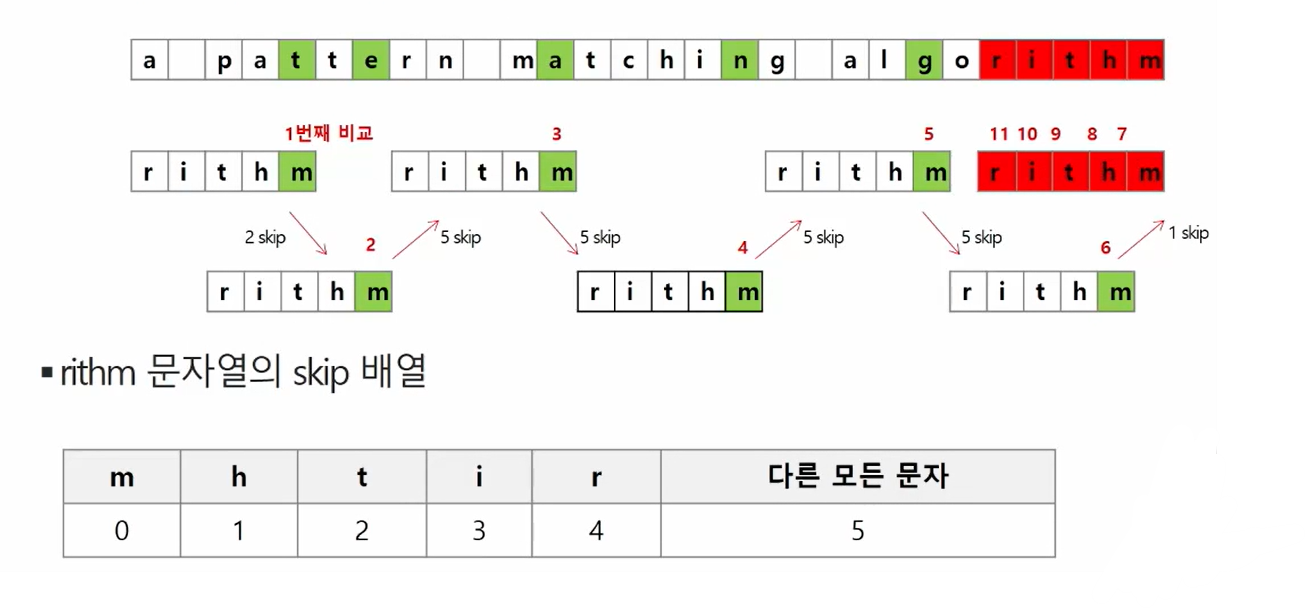 a p a t t e r n m a t c h i n g a l g o r i t h m
1번째 비교 3 5 11 10 9 8 7
r i t h m r i t h m r i t h m r i t h m
2 skip 2 5 skip 5 skip 4 5 skip 5 skip 6 1 skip
r i t h m r i t h m r i t h m
▪ rithm 문자열의 skip 배열
m h t i r 다른 모든 문자
0 1 2 3 4 5